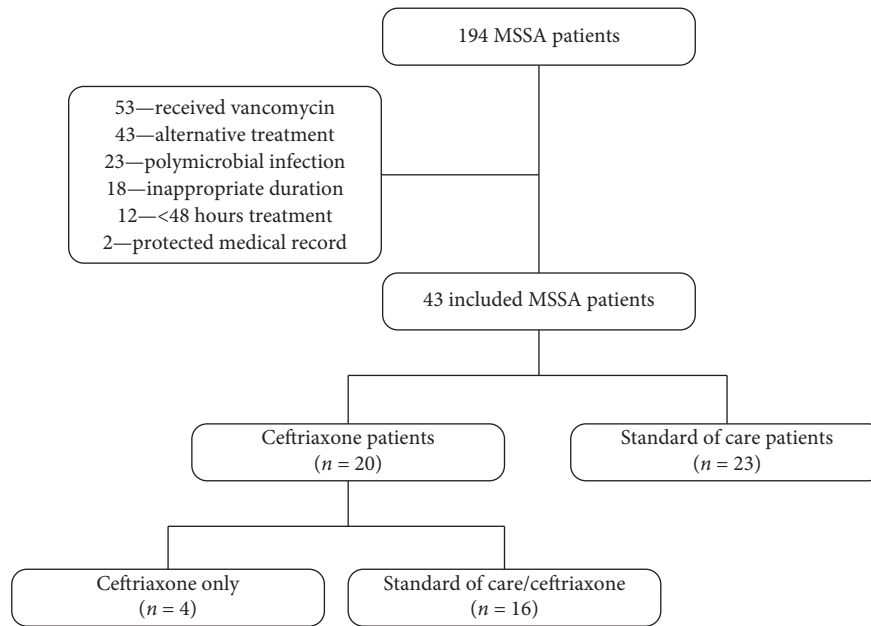 194 MSSA patients
53—received vancomycin
43—alternative treatment
23—polymicrobial infection
18—inappropriate duration
12—<48 hours treatment
2—protected medical record
43 included MSSA patients
Ceftriaxone patients
(n = 20)
Standard of care patients
(n = 23)
Ceftriaxone only
(n = 4)
Standard of care/ceftriaxone
(n = 16)